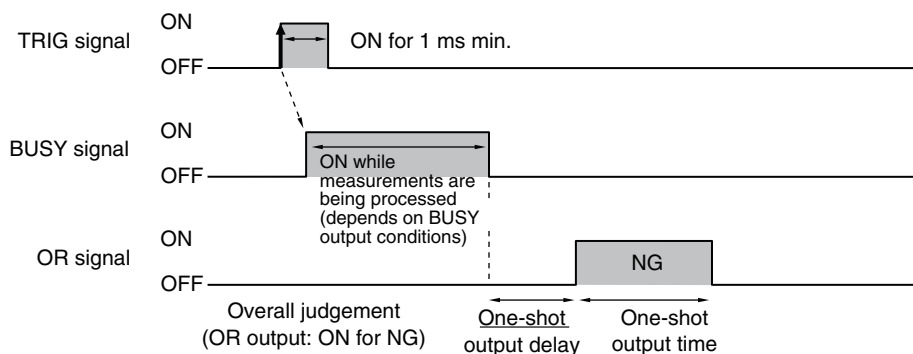 ON
TRIG signal
ON for 1 ms min.
OFF
ON
BUSY signal
ON while
measurements are
being processed
(depends on BUSY
output conditions)
OFF
ON
OR signal
NG
OFF
Overall judgement
(OR output: ON for NG)
One-shot
output delay
One-shot
output time